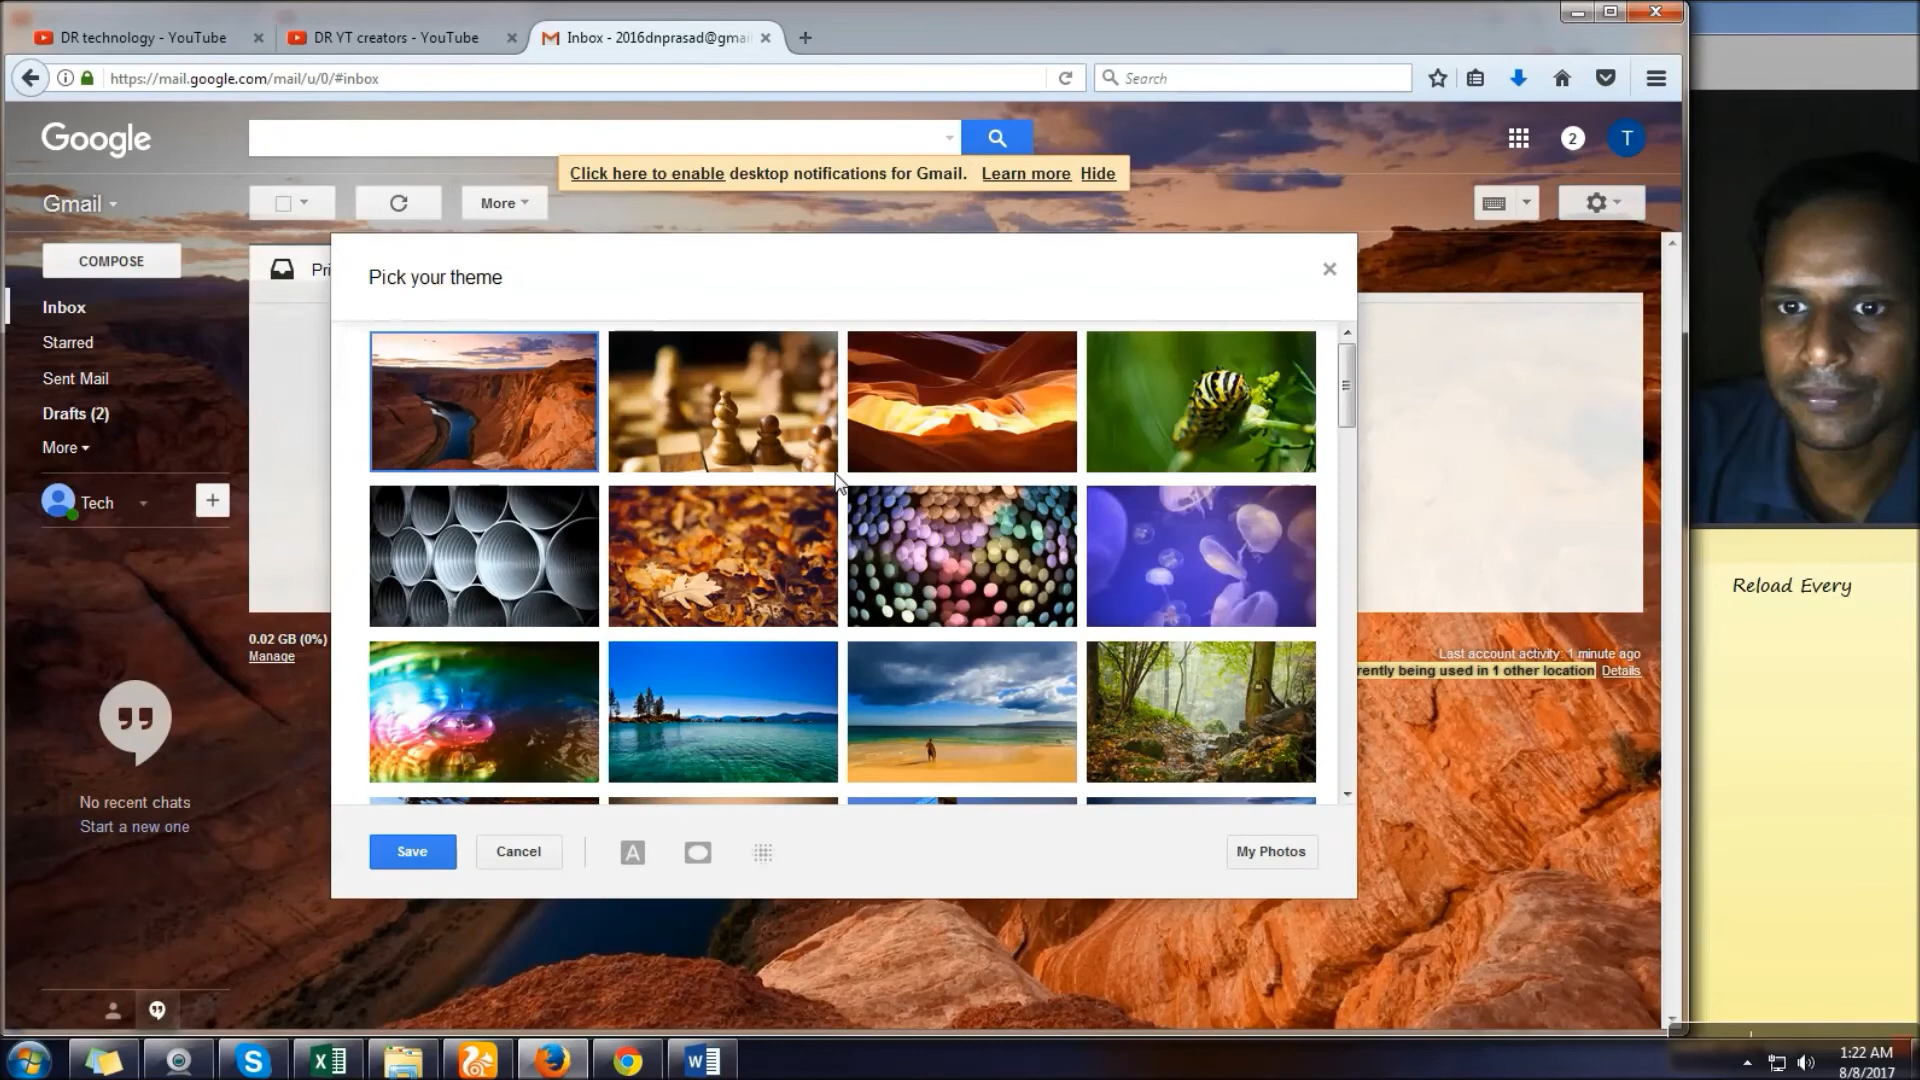 DR technology - YouTube
DR YT creators - YouTube
Inbox - 2016dnprasad@gmai
https://mail.google.com/mail/u/0/#inbox
Search
Google
2
T
Click here to enable desktop notifications for Gmail. Learn more Hide
Gmail
More
COMPOSE
Pri
Pick your theme
Inbox
Starred
Sent Mail
Drafts (2)
More
Tech
Reload Every
0.02 GB (0%)
Manage
Last account activity: 1 minute ago
rently being used in 1 other location Details
No recent chats
Start a new one
Save
Cancel
A
My Photos
1:22 AM
8/8/2017